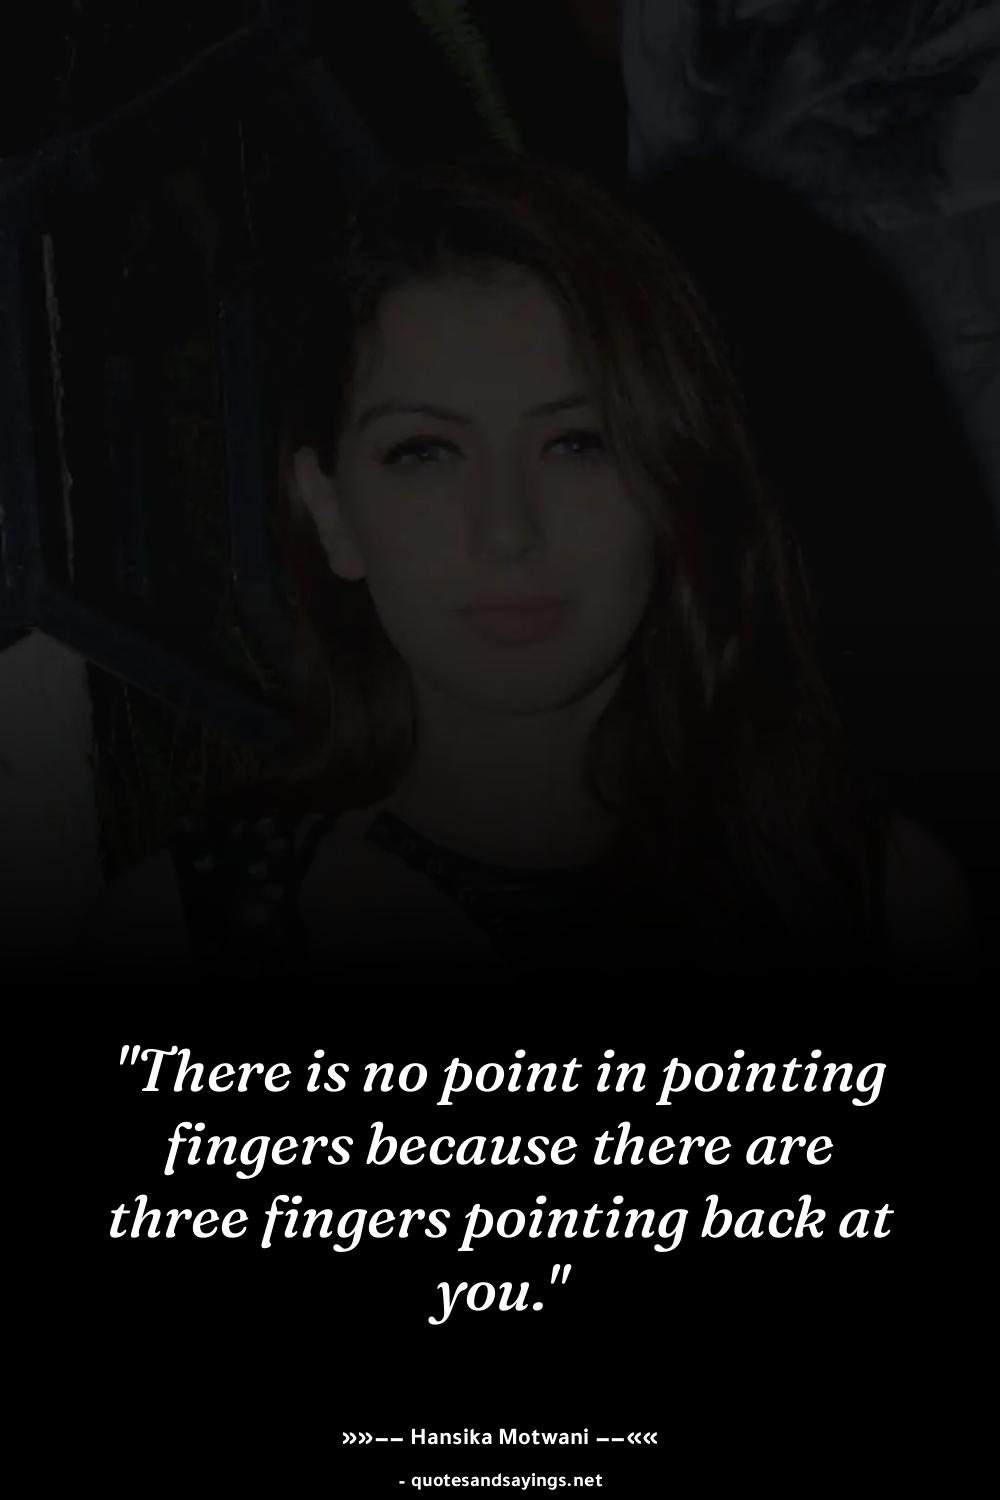 "There is no point in pointing
fingers because there are
three fingers pointing back at
you."
»»−− Hansika Motwani −−««
- quotesandsayings.net